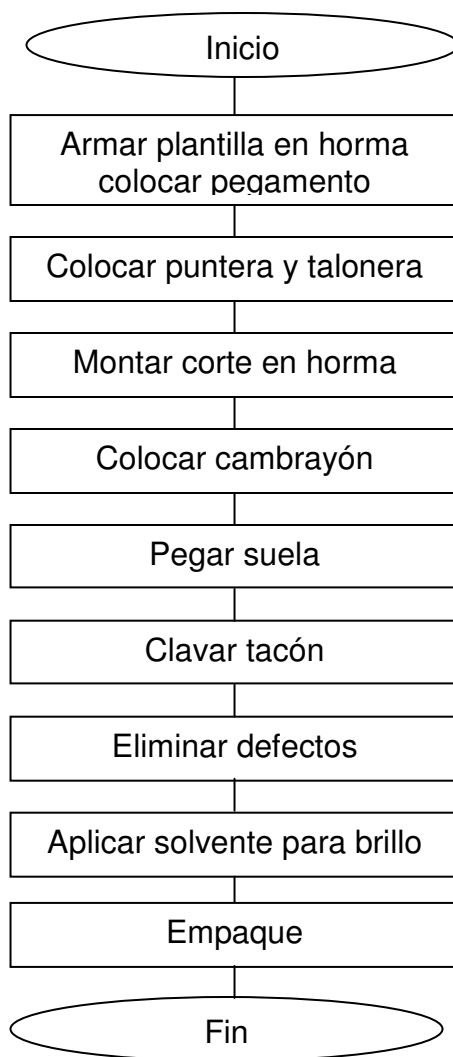 Inicio
Armar plantilla en horma
colocar pegamento
Colocar puntera y talonera
Montar corte en horma
Colocar cambrayón
Pegar suela
Clavar tacón
Eliminar defectos
Aplicar solvente para brillo
Empaque
Fin